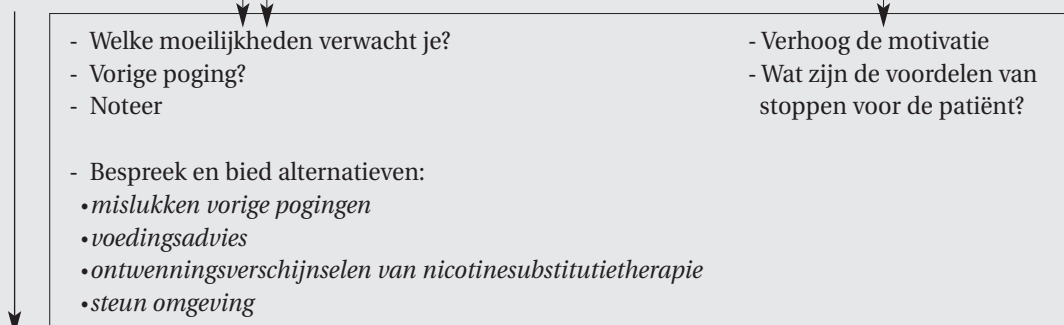 - Welke moeilijkheden verwacht je?
- Vorige poging?
- Noteer
- Verhoog de motivatie
- Wat zijn de voordelen van
stoppen voor de patiënt?
- Bespreek en bied alternatieven:
• mislukken vorige pogingen
• voedingsadvies
• ontwenningsverschijnselen van nicotinesubstitutietherapie
• steun omgeving